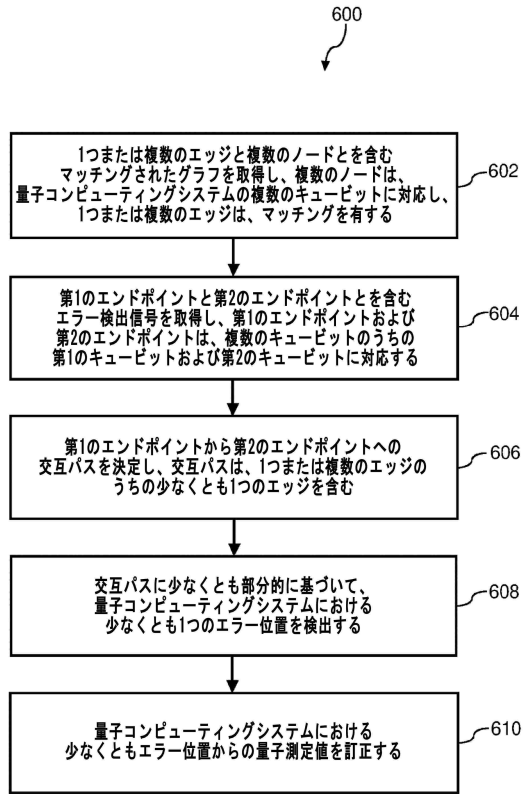 600
1つまたは複数のエッジと複数のノードとを含む
マッチングされたグラフを取得し、複数のノードは、
量子コンピューティングシステムの複数のキュービットに対応し、
1つまたは複数のエッジは、マッチングを有する
602
第1のエンドポイントと第2のエンドポイントとを含む
エラー検出信号を取得し、第1のエンドポイントおよび
第2のエンドポイントは、複数のキュービットのうちの
第1のキュービットおよび第2のキュービットに対応する
604
第1のエンドポイントから第2のエンドポイントへの
交互パスを決定し、交互パスは、1つまたは複数のエッジの
うちの少なくとも1つのエッジを含む
606
交互パスに少なくとも部分的に基づいて、
量子コンピューティングシステムにおける
少なくとも1つのエラー位置を検出する
608
量子コンピューティングシステムにおける
少なくともエラー位置からの量子測定値を訂正する
610